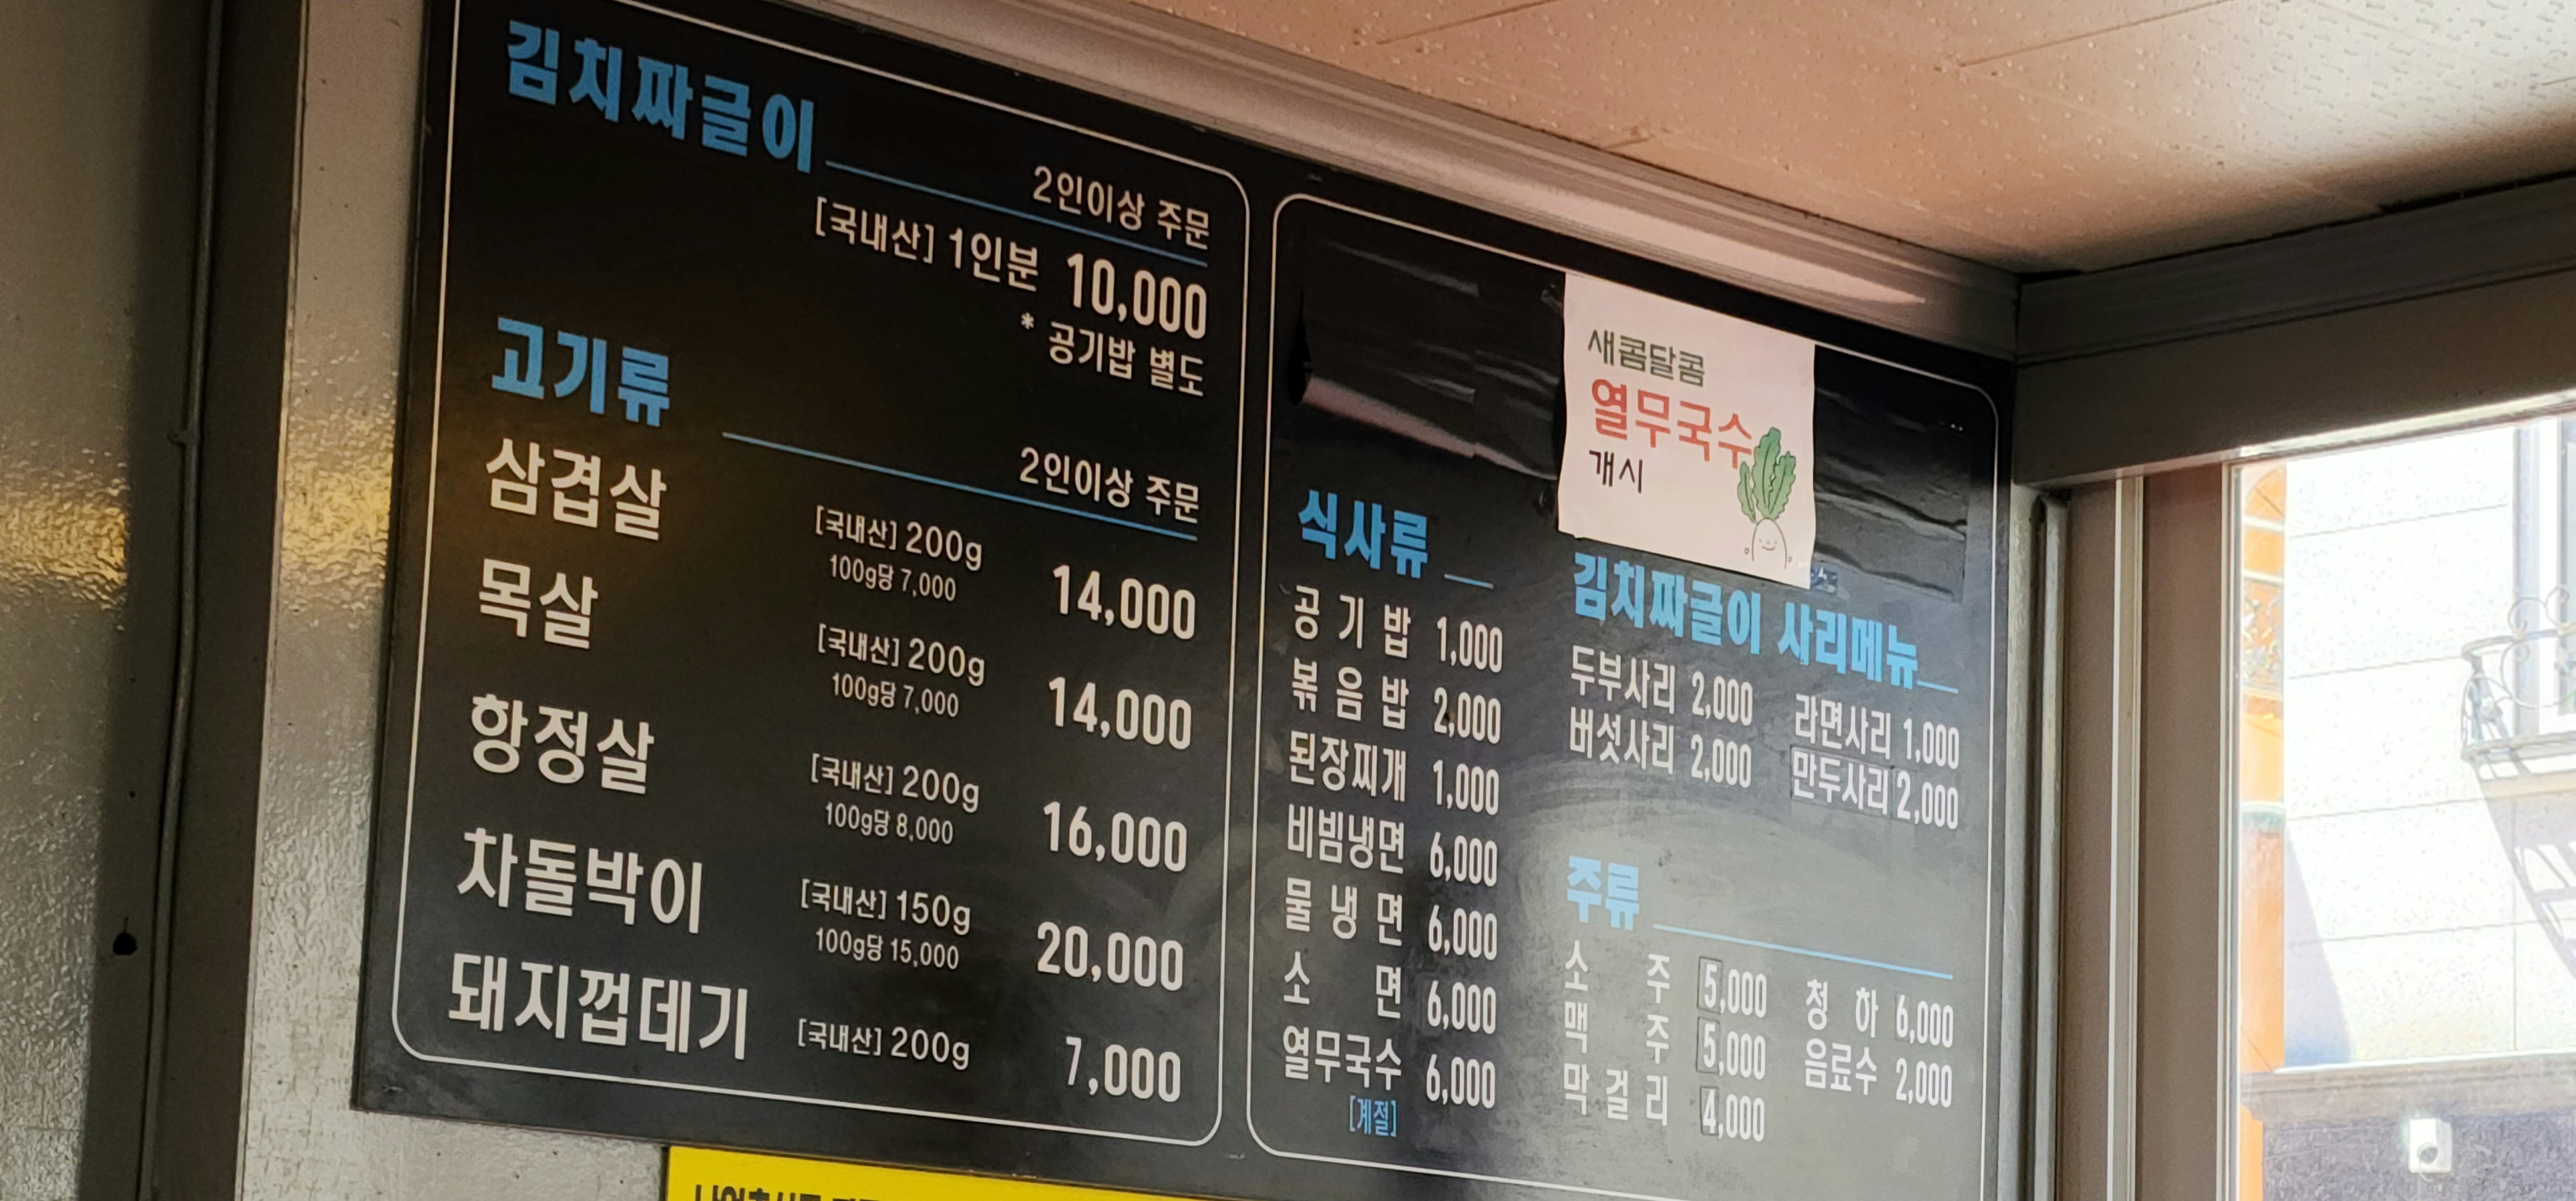 김치짜글이
2인이상 주문
[국내산] 1인분 10,000
* 공기밥 별도
고기류
2인이상 주문
삼겹살 [국내산] 200g 14,000
100g당 7,000
목살 [국내산] 200g 14,000
100g당 7,000
항정살 [국내산] 200g 16,000
100g당 8,000
차돌박이 [국내산] 150g 20,000
100g당 15,000
돼지껍데기 [국내산] 200g 7,000
새콤달콤
열무국수
개시
식사류
공기밥 1,000
볶음밥 2,000
된장찌개 1,000
비빔냉면 6,000
물냉면 6,000
소면 6,000
열무국수 6,000
[계절]
김치짜글이 사리메뉴
두부사리 2,000 라면사리 1,000
버섯사리 2,000 만두사리 2,000
주류
소주 5,000 청하 6,000
맥주 5,000 음료수 2,000
막걸리 4,000